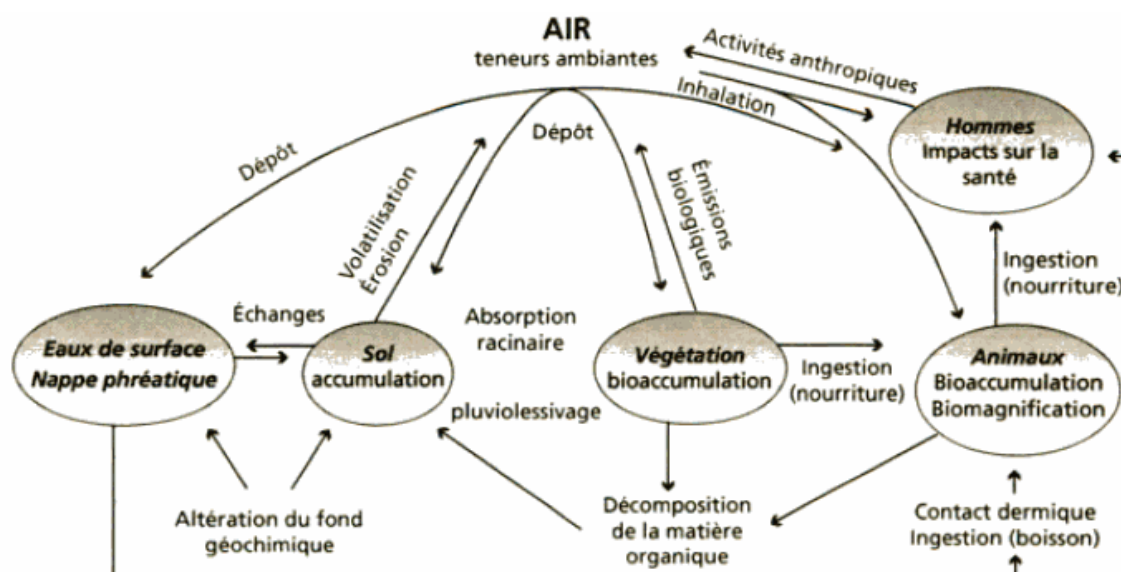 AIR
teneurs ambiantes
Activités anthropiques
Inhalation
Hommes
Impacts sur la
santé
Dépôt
Dépôt
Volatilisation
Érosion
Émissions
biologiques
Ingestion
(nourriture)
Échanges
Absorption
racinaire
Eaux de surface
Nappe phréatique
Sol
accumulation
Végétation
bioaccumulation
Ingestion
(nourriture)
Animaux
Bioaccumulation
Biomagnification
pluviolessivage
Altération du fond
géochimique
Décomposition
de la matière
organique
Contact dermique
Ingestion (boisson)